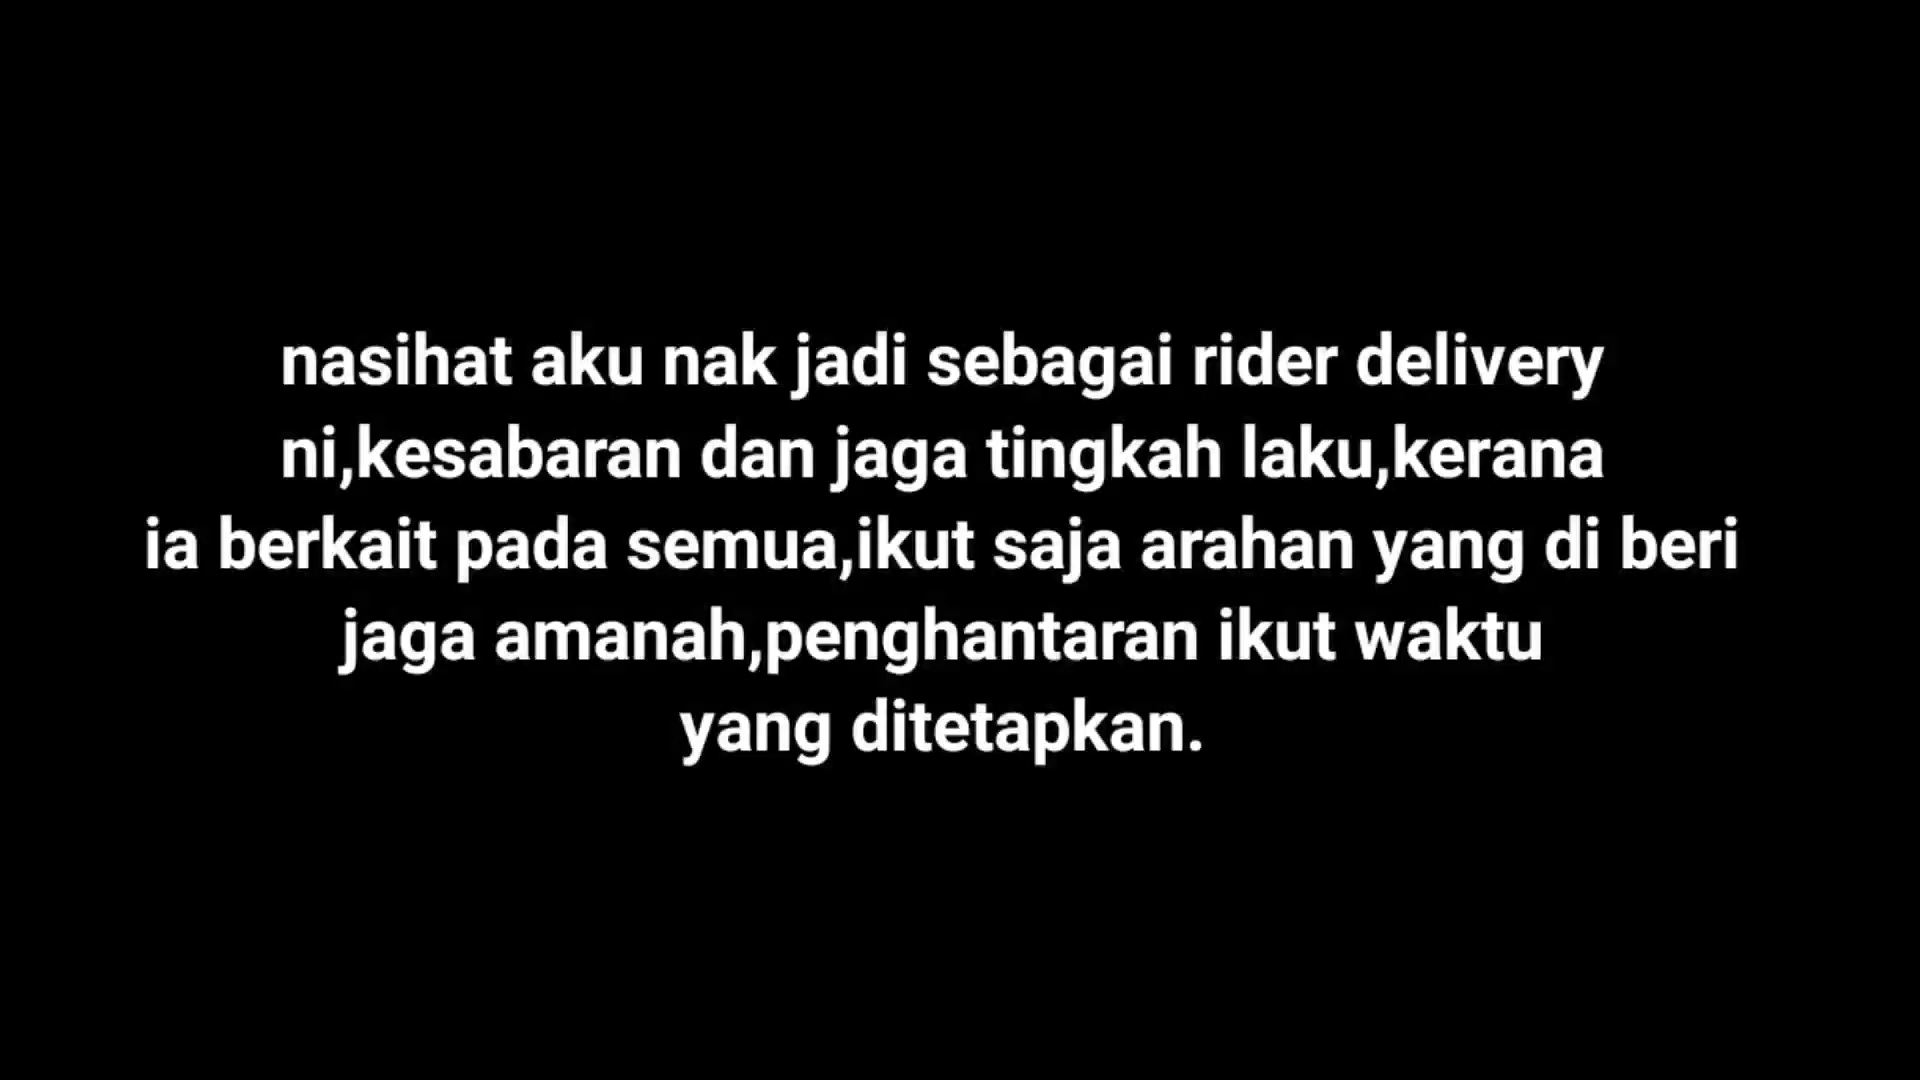 nasihat aku nak jadi sebagai rider delivery
ni,kesabaran dan jaga tingkah laku,kerana
ia berkait pada semua,ikut saja arahan yang di beri
jaga amanah,penghantaran ikut waktu
yang ditetapkan.